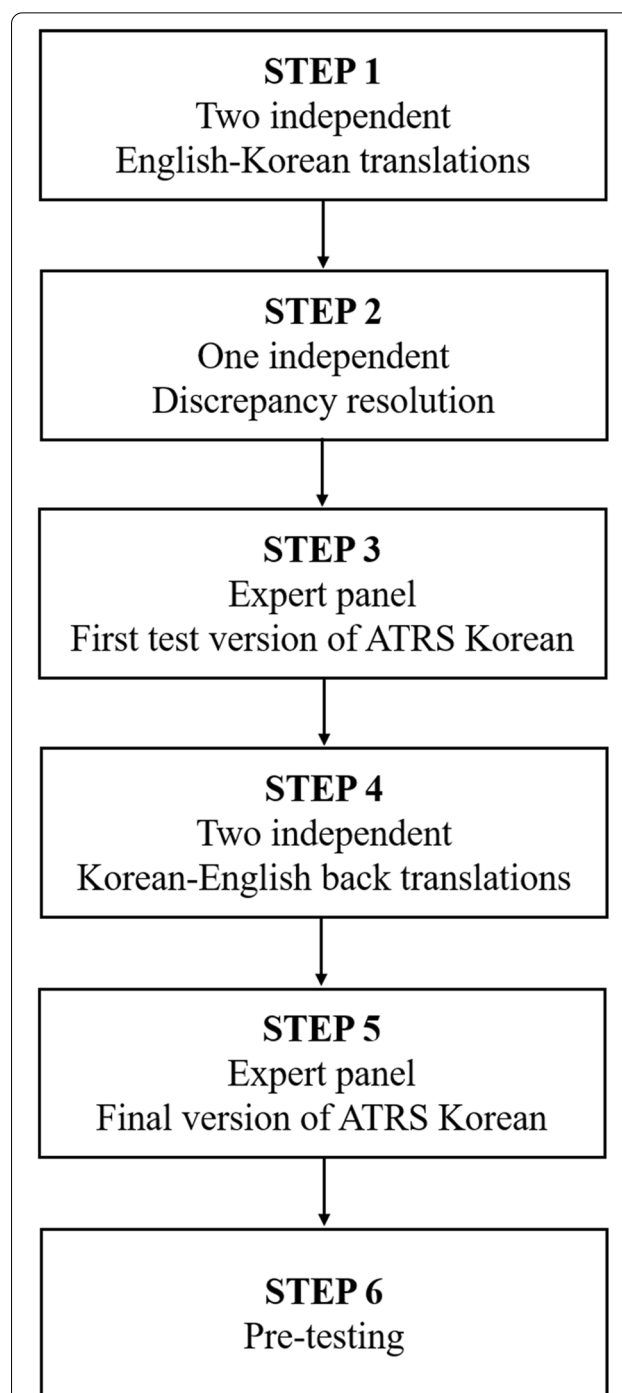 STEP 1
Two independent
English-Korean translations
STEP 2
One independent
Discrepancy resolution
STEP 3
Expert panel
First test version of ATRS Korean
STEP 4
Two independent
Korean-English back translations
STEP 5
Expert panel
Final version of ATRS Korean
STEP 6
Pre-testing